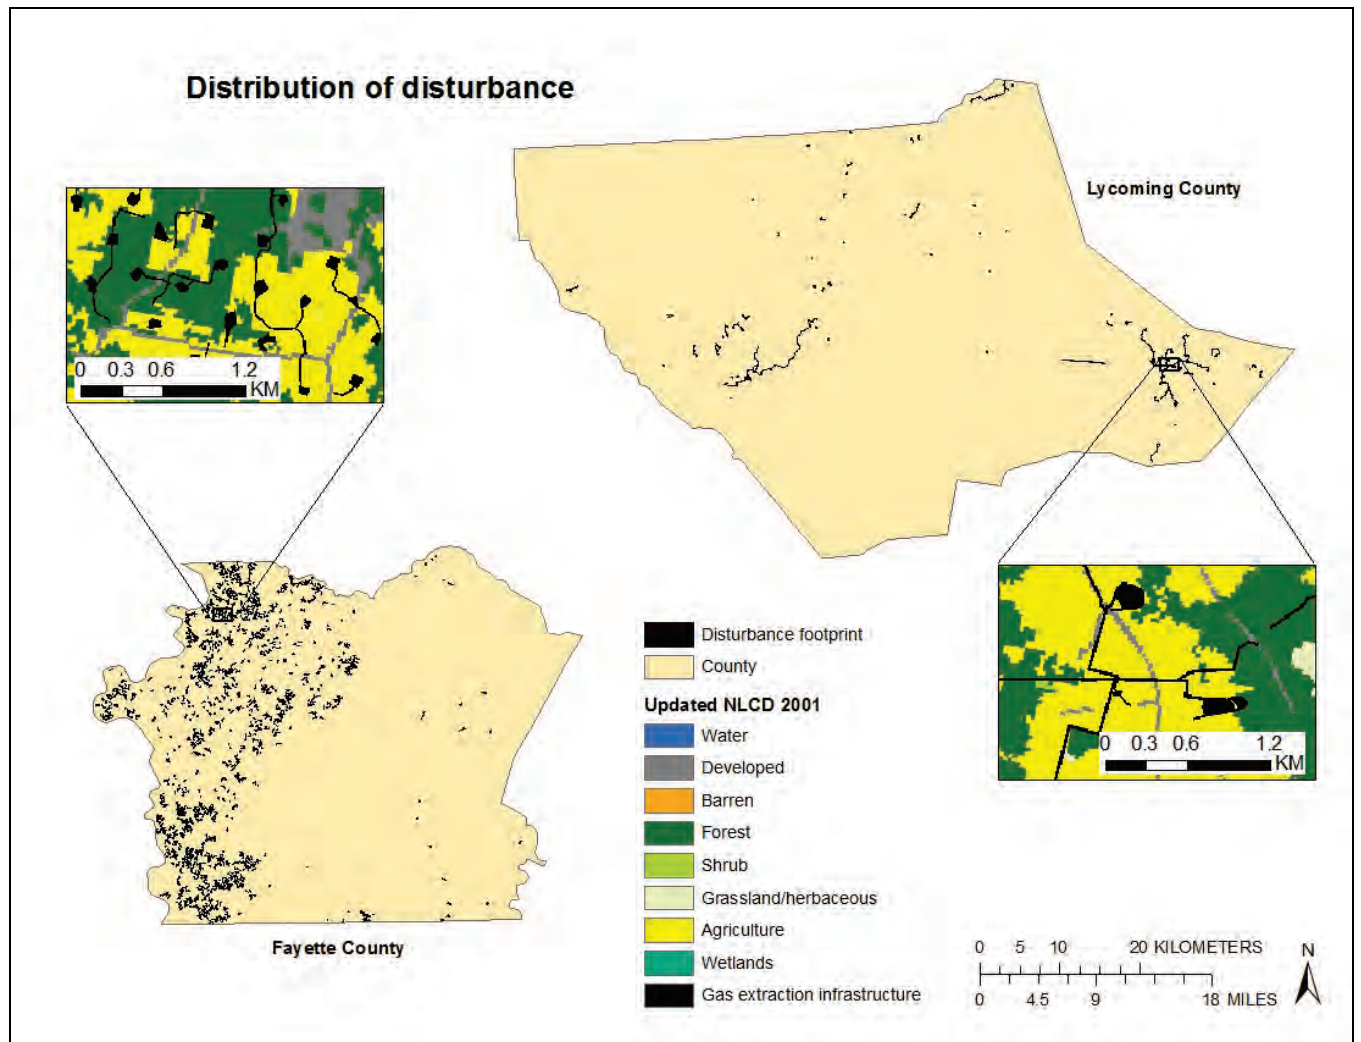 Distribution of disturbance
Lycoming County
0 0.3 0.6 1.2
KM
0 0.3 0.6 1.2
KM
Fayette County
Disturbance footprint
County
Updated NLCD 2001
Water
Developed
Barren
Forest
Shrub
Grassland/herbaceous
Agriculture
Wetlands
Gas extraction infrastructure
0 5 10 20 KILOMETERS
0 4.5 9 18 MILES
N